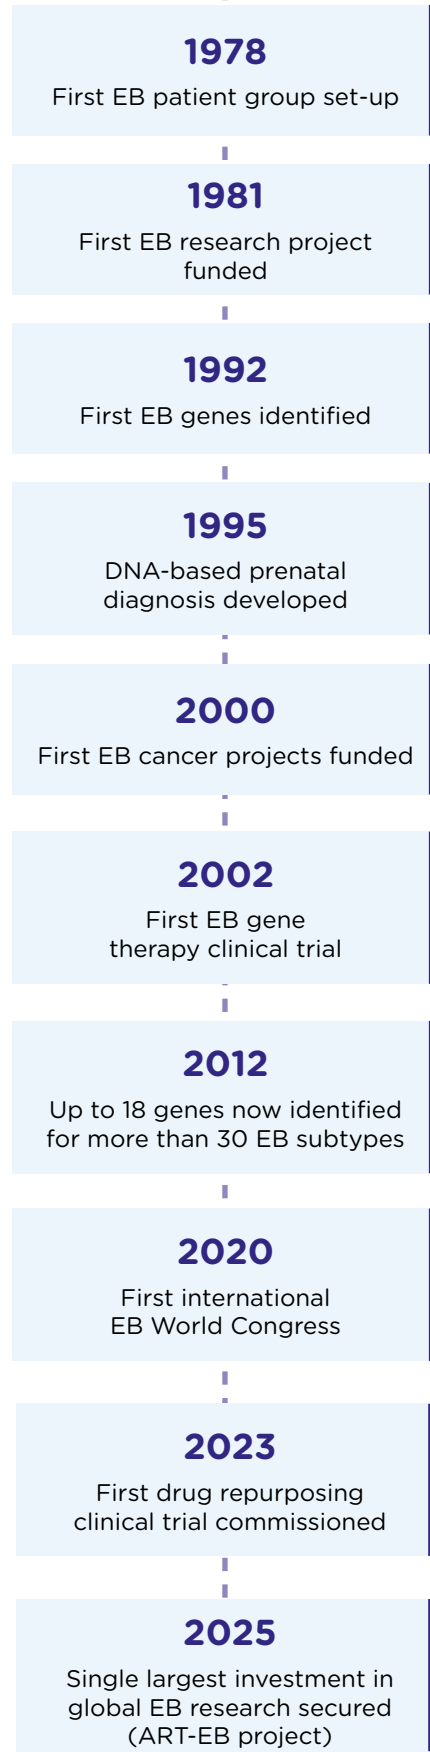 1978
First EB patient group set-up
1981
First EB research project
funded
1992
First EB genes identified
1995
DNA-based prenatal
diagnosis developed
2000
First EB cancer projects funded
2002
First EB gene
therapy clinical trial
2012
Up to 18 genes now identified
for more than 30 EB subtypes
2020
First international
EB World Congress
2023
First drug repurposing
clinical trial commissioned
2025
Single largest investment in
global EB research secured
(ART-EB project)